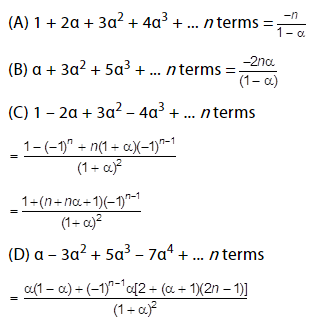 (A) 1 + 2α + 3α² + 4α³ + ... n terms = −n / (1 − α)
(B) α + 3α² + 5α³ + ... n terms = −2nα / (1 − α)
(C) 1 − 2α + 3α² − 4α³ + ... n terms
= (1 − (−1)ⁿ + n(1 + α)(−1)ⁿ⁻¹) / (1 + α)²
= (1 + (n + nα + 1)(−1)ⁿ⁻¹) / (1 + α)²
(D) α − 3α² + 5α³ − 7α⁴ + ... n terms
= (α(1 − α) + (−1)ⁿ⁻¹α[2 + (α + 1)(2n − 1)]) / (1 + α)²